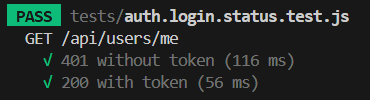 PASS tests/auth.login.status.test.js
GET /api/users/me
√ 401 without token (116 ms)
√ 200 with token (56 ms)